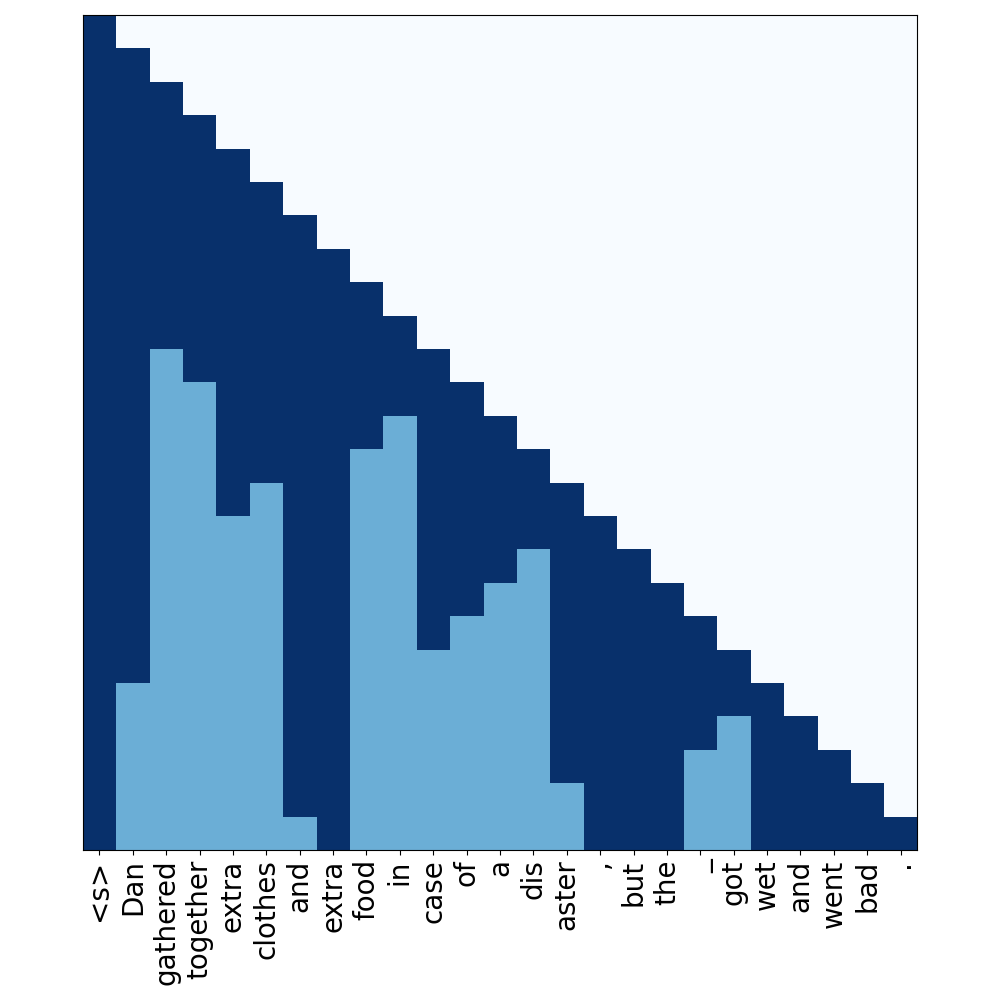 <s>
Dan
gathered
together
extra
clothes
and
extra
food
in
case
of
a
dis
aster
,
but
the
_
got
wet
and
went
bad
.